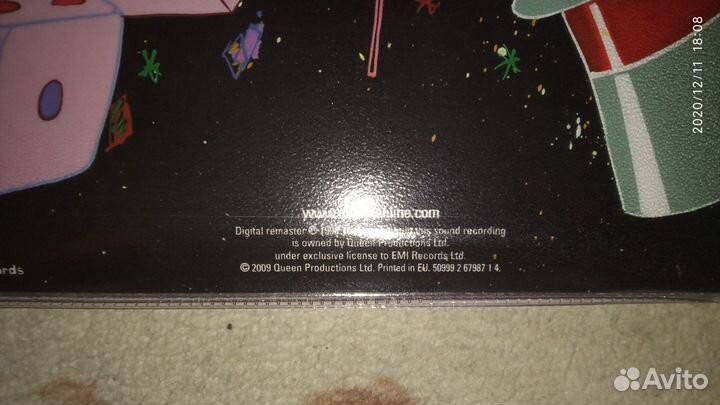 2020/12/11 18:08
Digital remaster ℗ this sound recording
is owned by Queen Productions Ltd.
under exclusive license to EMI Records Ltd.
© 2009 Queen Productions Ltd. Printed in EU. 50999 2 67987 1 4.
Avito